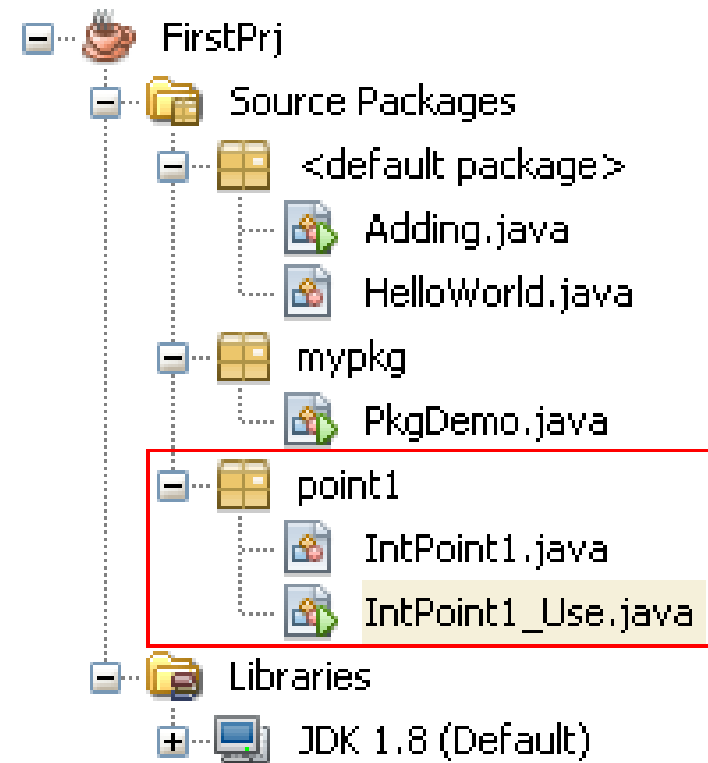 FirstPrj
Source Packages
<default package>
Adding.java
HelloWorld.java
mypkg
PkgDemo.java
point1
IntPoint1.java
IntPoint1_Use.java
Libraries
JDK 1.8 (Default)